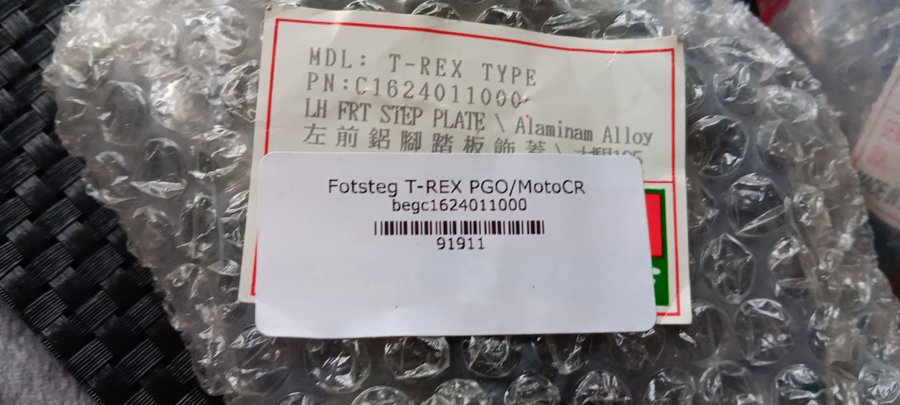 MDL: T-REX TYPE
PN:C1624011000
LH FRT STEP PLATE \ Alaminam Alloy
左前鋁腳踏板飾蓋\
Fotsteg T-REX PGO/MotoCR
begc1624011000
91911